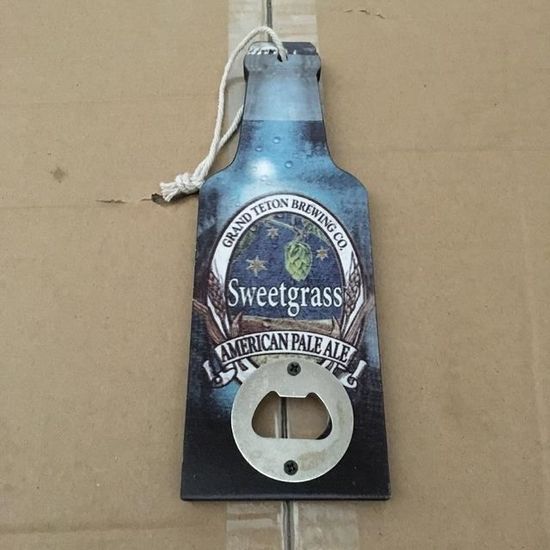 GRAND TETON BREWING CO.
Sweetgrass
AMERICAN PALE ALE